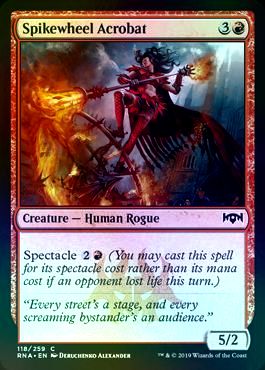 Spikewheel Acrobat 3
Creature — Human Rogue
Spectacle 2 (You may cast this spell
for its spectacle cost rather than its mana
cost if an opponent lost life this turn.)
"Every street's a stage, and every
screaming bystander's an audience."
5/2
118/259 C
RNA • EN Deruchenko Alexander
™ & © 2019 Wizards of the Coast